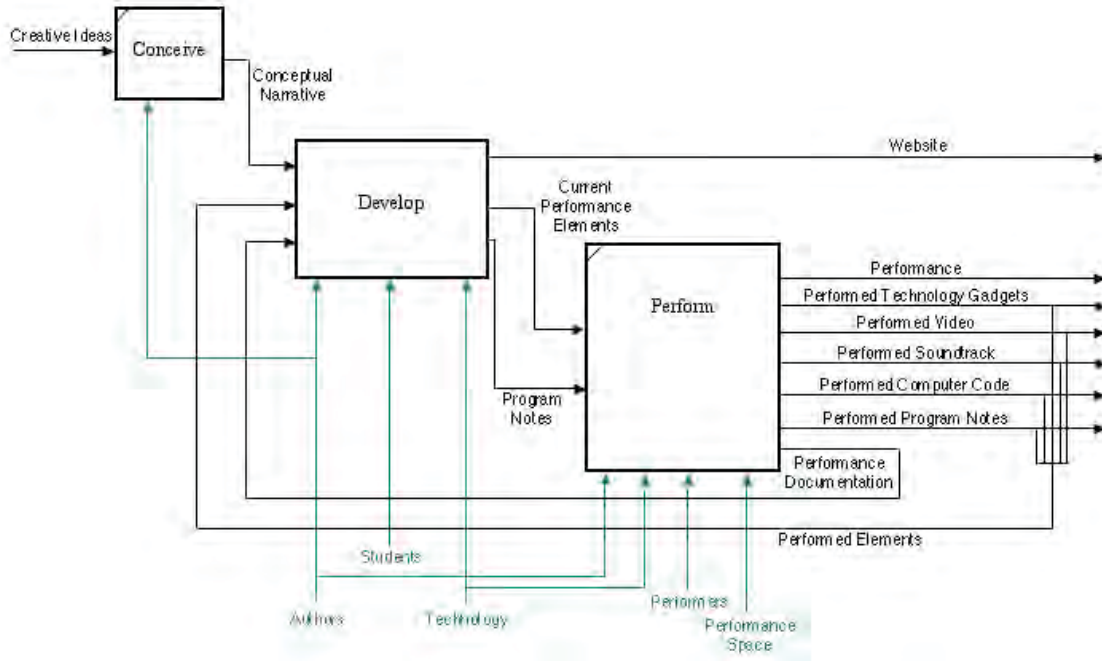 Creative Ideas
Conceive
Conceptual
Narrative
Website
Develop
Current
Performance
Elements
Performance
Performed Technology Gadgets
Perform
Performed Video
Performed Soundtrack
Performed Computer Code
Program
Notes
Performed Program Notes
Performance
Documentation
Performed Elements
Students
Authors
Technology
Performers
Performance
Space